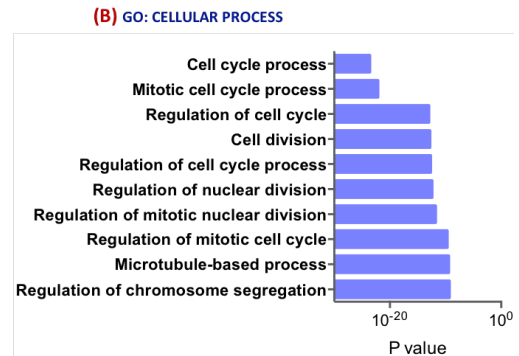 (B) GO: CELLULAR PROCESS
Cell cycle process
Mitotic cell cycle process
Regulation of cell cycle
Cell division
Regulation of cell cycle process
Regulation of nuclear division
Regulation of mitotic nuclear division
Regulation of mitotic cell cycle
Microtubule-based process
Regulation of chromosome segregation
10⁻²⁰ 10⁰
P value